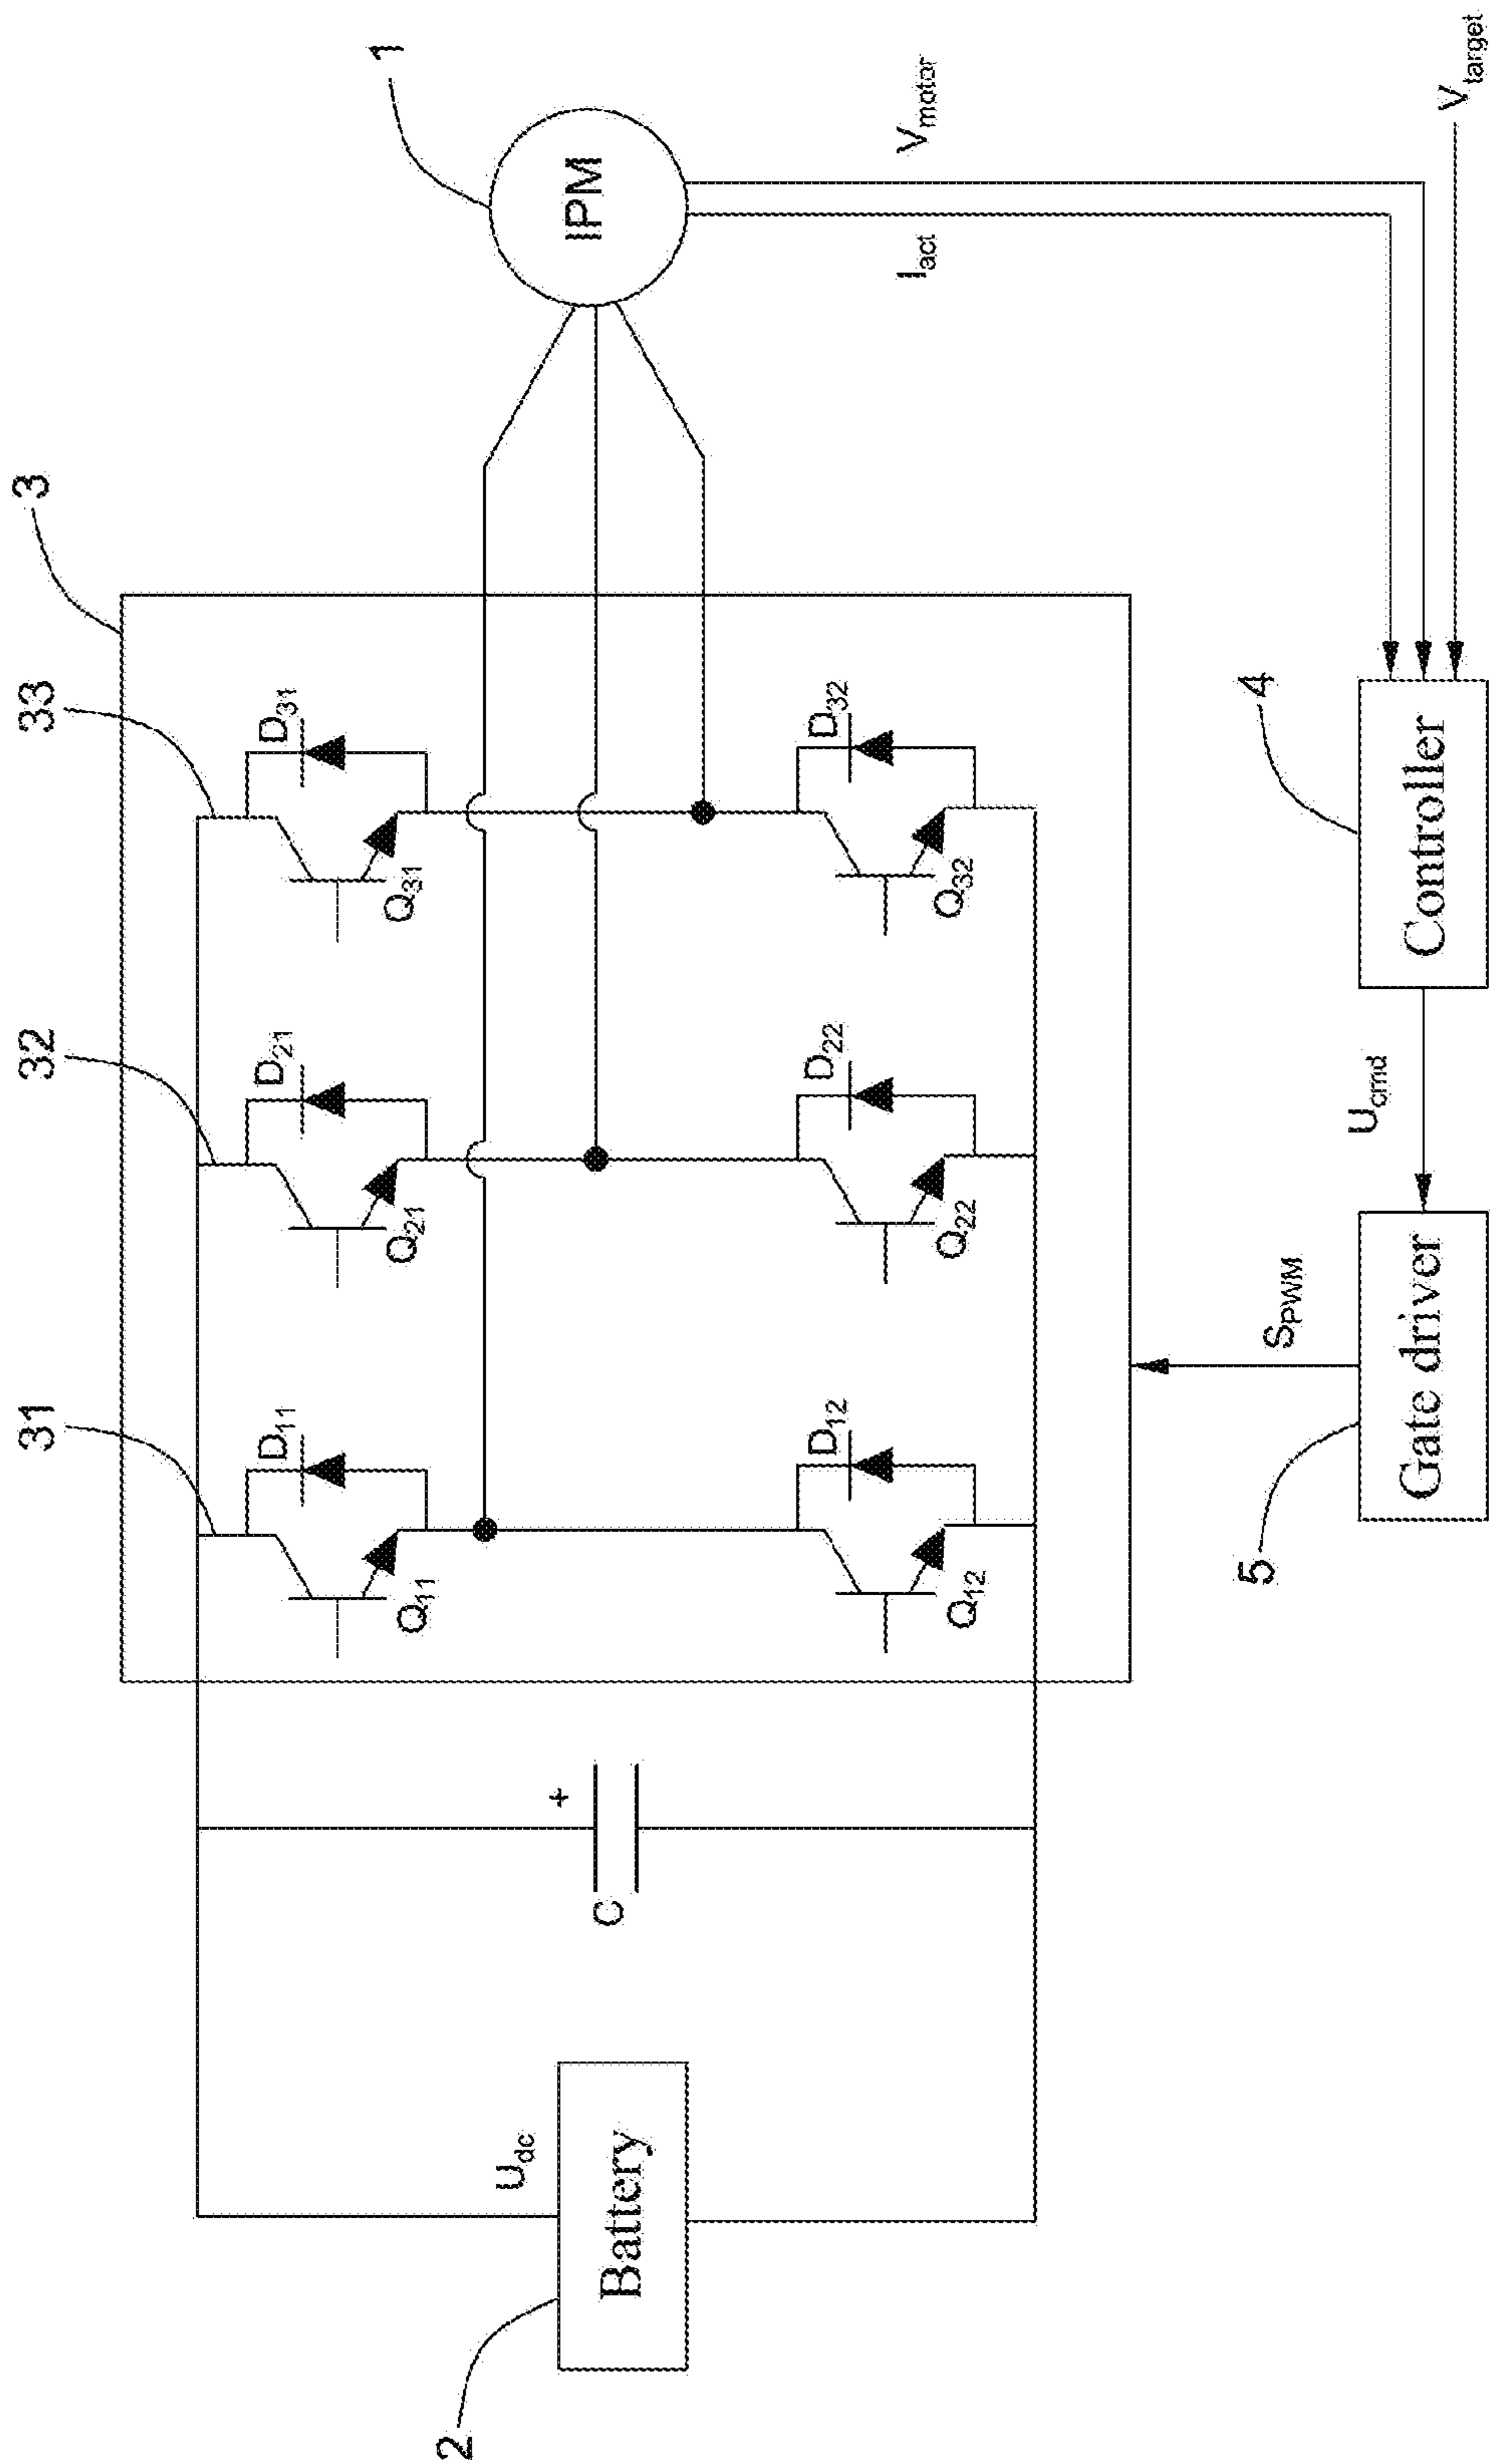 2
Battery
U_dc
C
+
3
31
D_11
Q_11
D_12
Q_12
32
D_21
Q_21
D_22
Q_22
33
D_31
Q_31
D_32
Q_32
1
IPM
I_act
V_motor
V_target
4
Controller
U_cmd
5
Gate driver
S_PWM